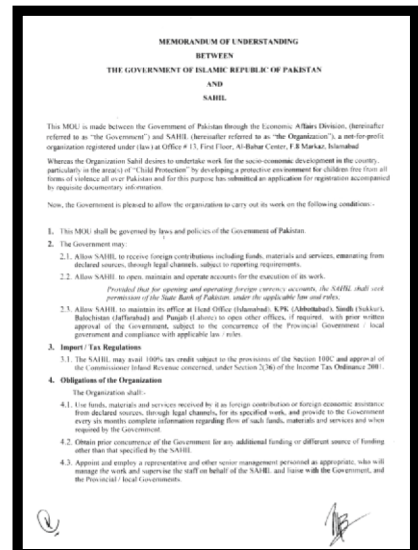 MEMORANDUM OF UNDERSTANDING
BETWEEN
THE GOVERNMENT OF ISLAMIC REPUBLIC OF PAKISTAN
AND
SAHIL
This MOU is made between the Government of Pakistan through the Economic Affairs Division, (hereinafter
referred to as "the Government") and SAHIL (hereafter referred to as "the Organization"), a not-for-profit
organization registered under (law) at Office # 13, First Floor, Al-Babar Center, F.8 Markaz, Islamabad
Whereas the Organization Sahil desires to undertake work for the socio-economic development in the country,
particularly in the area(s) of "Child Protection" by developing a protective environment for children free from all
forms of violence all over Pakistan and for this purpose has submitted an application for registration accompanied
by requisite documentary information.
Now, the Government is pleased to allow the organization to carry out its work on the following conditions:-
1. This MOU shall be governed by laws and policies of the Government of Pakistan.
2. The Government may:
2.1. Allow SAHIL to receive foreign contributions including funds, materials and services, emanating from
declared sources, through legal channels, subject to reporting requirements.
2.2. Allow SAHIL to open, maintain and operate accounts for the execution of its work.
Provided that for opening and operating foreign currency accounts, the SAHIL shall seek
permission of the State Bank of Pakistan, under the applicable law and rules.
2.3. Allow SAHIL to maintain its office at Head Office (Islamabad), KPK (Abbottabad), Sindh (Sukkur),
Balochistan (Jaffarabad) and Punjab (Lahore) to open other offices, if required, with prior written
approval of the Government, subject to the concurrence of the Provincial Government / local
government and compliance with applicable law / rules.
3. Import / Tax Regulations
3.1. The SAHIL may avail 100% tax credit subject to the provisions of the Section 100C and approval of
the Commissioner Inland Revenue concerned, under Section 2(36) of the Income Tax Ordinance 2001.
4. Obligations of the Organization
The Organization shall:-
4.1. Use funds, materials and services received by it as foreign contribution or foreign economic assistance
from declared sources, through legal channels, for its specified work, and provide to the Government
every six months complete information regarding flow of such funds, materials and services and when
required by the Government.
4.2. Obtain prior concurrence of the Government for any additional funding or different source of funding
other than that specified by the SAHIL
4.3. Appoint and employ a representative and other senior management personnel as appropriate, who will
manage the work and supervise the staff on behalf of the SAHIL and liaise with the Government, and
the Provincial / local Governments.